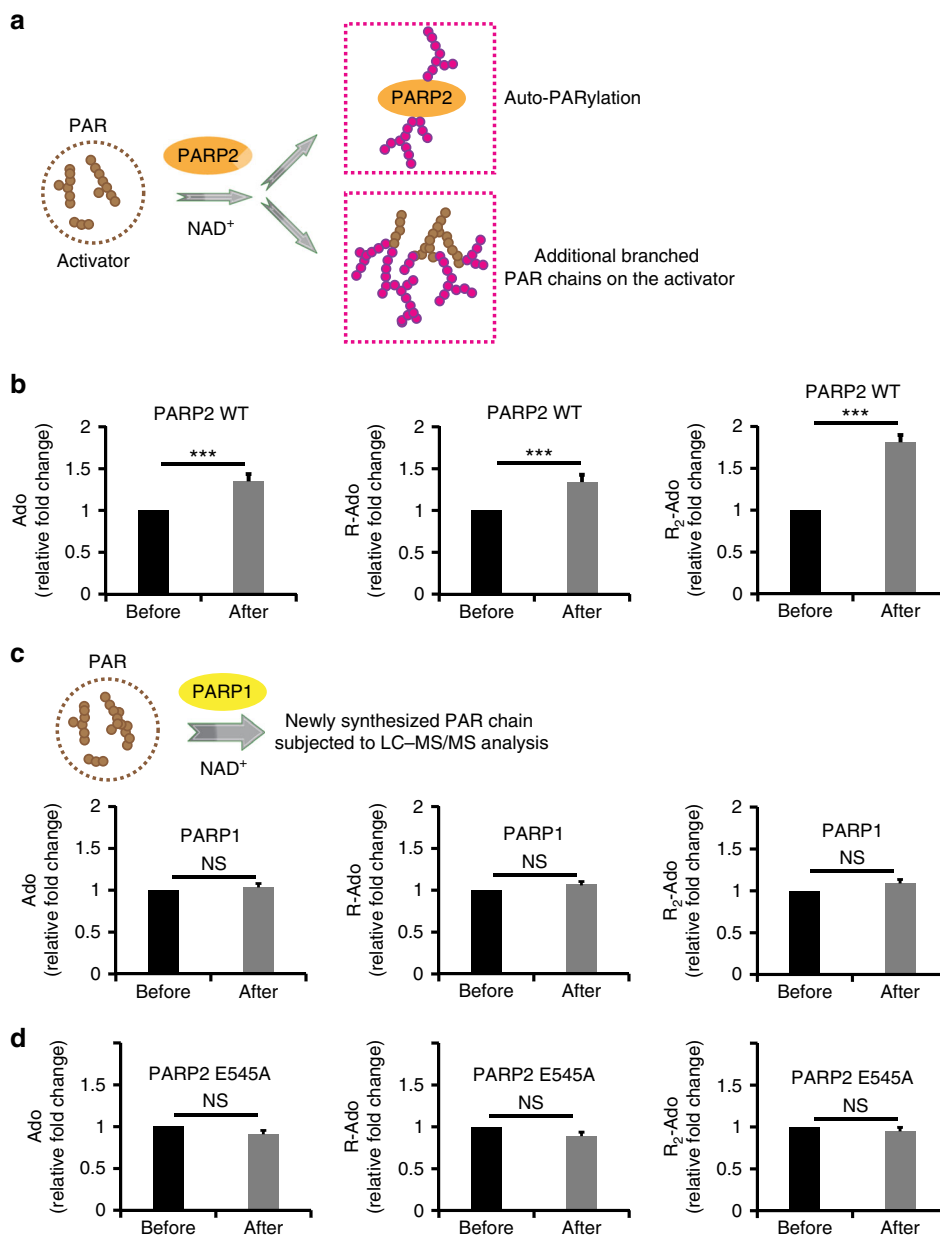 a
PAR
Activator
PARP2
NAD+
PARP2
Auto-PARylation
Additional branched
PAR chains on the activator
b
PARP2 WT
Ado
(relative fold change)
2
1.5
1
0.5
0
***
Before
After
PARP2 WT
R-Ado
(relative fold change)
2
1.5
1
0.5
0
***
Before
After
PARP2 WT
R2-Ado
(relative fold change)
2
1.5
1
0.5
0
***
Before
After
c
PAR
PARP1
NAD+
Newly synthesized PAR chain
subjected to LC–MS/MS analysis
PARP1
Ado
(relative fold change)
2
1.5
1
0.5
0
NS
Before
After
PARP1
R-Ado
(relative fold change)
2
1.5
1
0.5
0
NS
Before
After
PARP1
R2-Ado
(relative fold change)
2
1.5
1
0.5
0
NS
Before
After
d
PARP2 E545A
Ado
(relative fold change)
1.5
1
0.5
0
NS
Before
After
PARP2 E545A
R-Ado
(relative fold change)
1.5
1
0.5
0
NS
Before
After
PARP2 E545A
R2-Ado
(relative fold change)
1.5
1
0.5
0
NS
Before
After